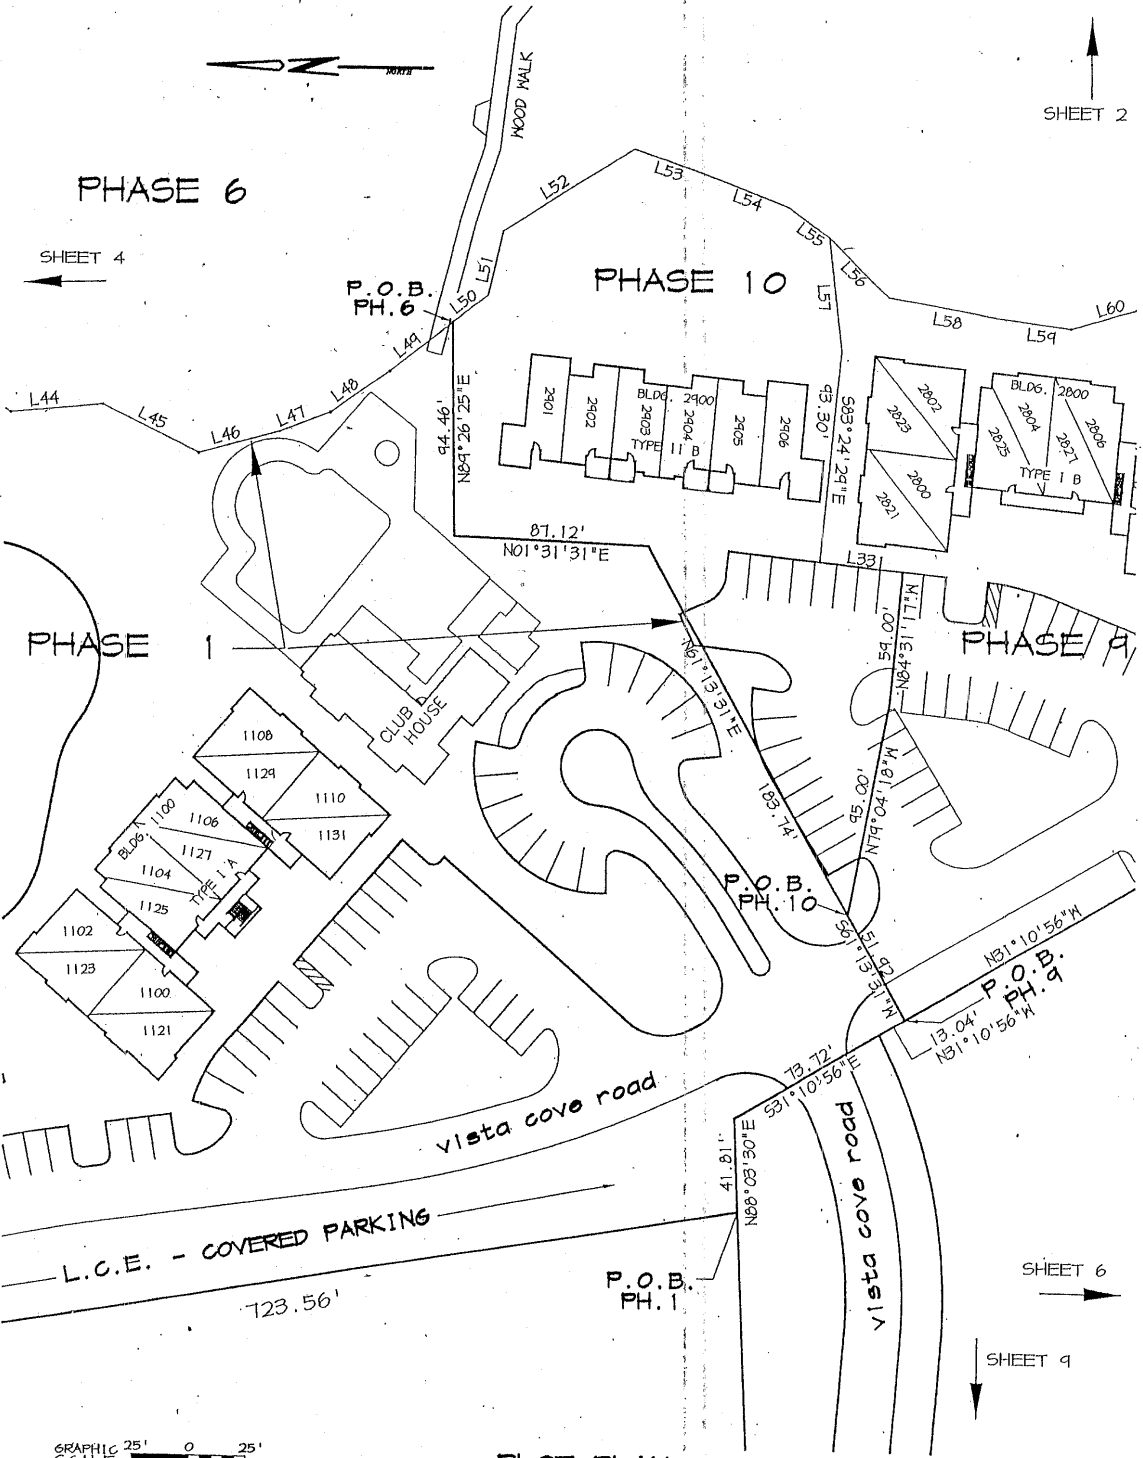 NORTH
WOOD WALK
SHEET 2
PHASE 6
SHEET 4
P.O.B.
PH.6
L44
L45
L46
L47
L48
L49
L50
L51
L52
L53
L54
L55
L56
L57
L58
L59
L60
PHASE 10
94.46'
N89°26'25"E
2901
2902
BLDG. 2900
2903
2904
TYPE II B
2905
2906
93.30'
S83°24'29"E
2802
2823
2800
2821
BLDG. 2800
2804
2825
2806
2827
TYPE I B
87.12'
N01°31'31"E
L331
PHASE 1
PHASE 9
59.00'
N84°31'17"W
N61°13'31"E
183.74'
95.00'
N79°04'18"W
CLUB
HOUSE
1108
1129
1110
1131
BLDG. 1100
1106
1127
1104
1125
TYPE I A
1102
1123
1100
1121
P.O.B.
PH.10
51.92
S61°13'31"W
N31°10'56"W
P.O.B.
PH.9
13.04'
N31°10'56"W
73.72'
S31°10'56"E
vista cove road
vista cove road
41.81'
N88°03'30"E
L.C.E. - COVERED PARKING
723.56'
P.O.B.
PH.1
SHEET 6
SHEET 9
GRAPHIC 25' 0 25'